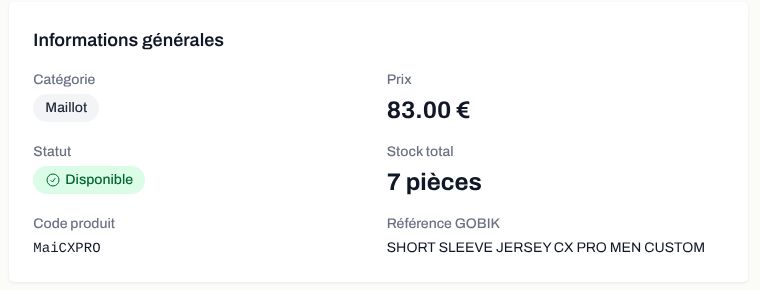 Informations générales
Catégorie
Prix
Maillot
83.00 €
Statut
Stock total
Disponible
7 pièces
Code produit
Référence GOBIK
MaiCXPRO
SHORT SLEEVE JERSEY CX PRO MEN CUSTOM